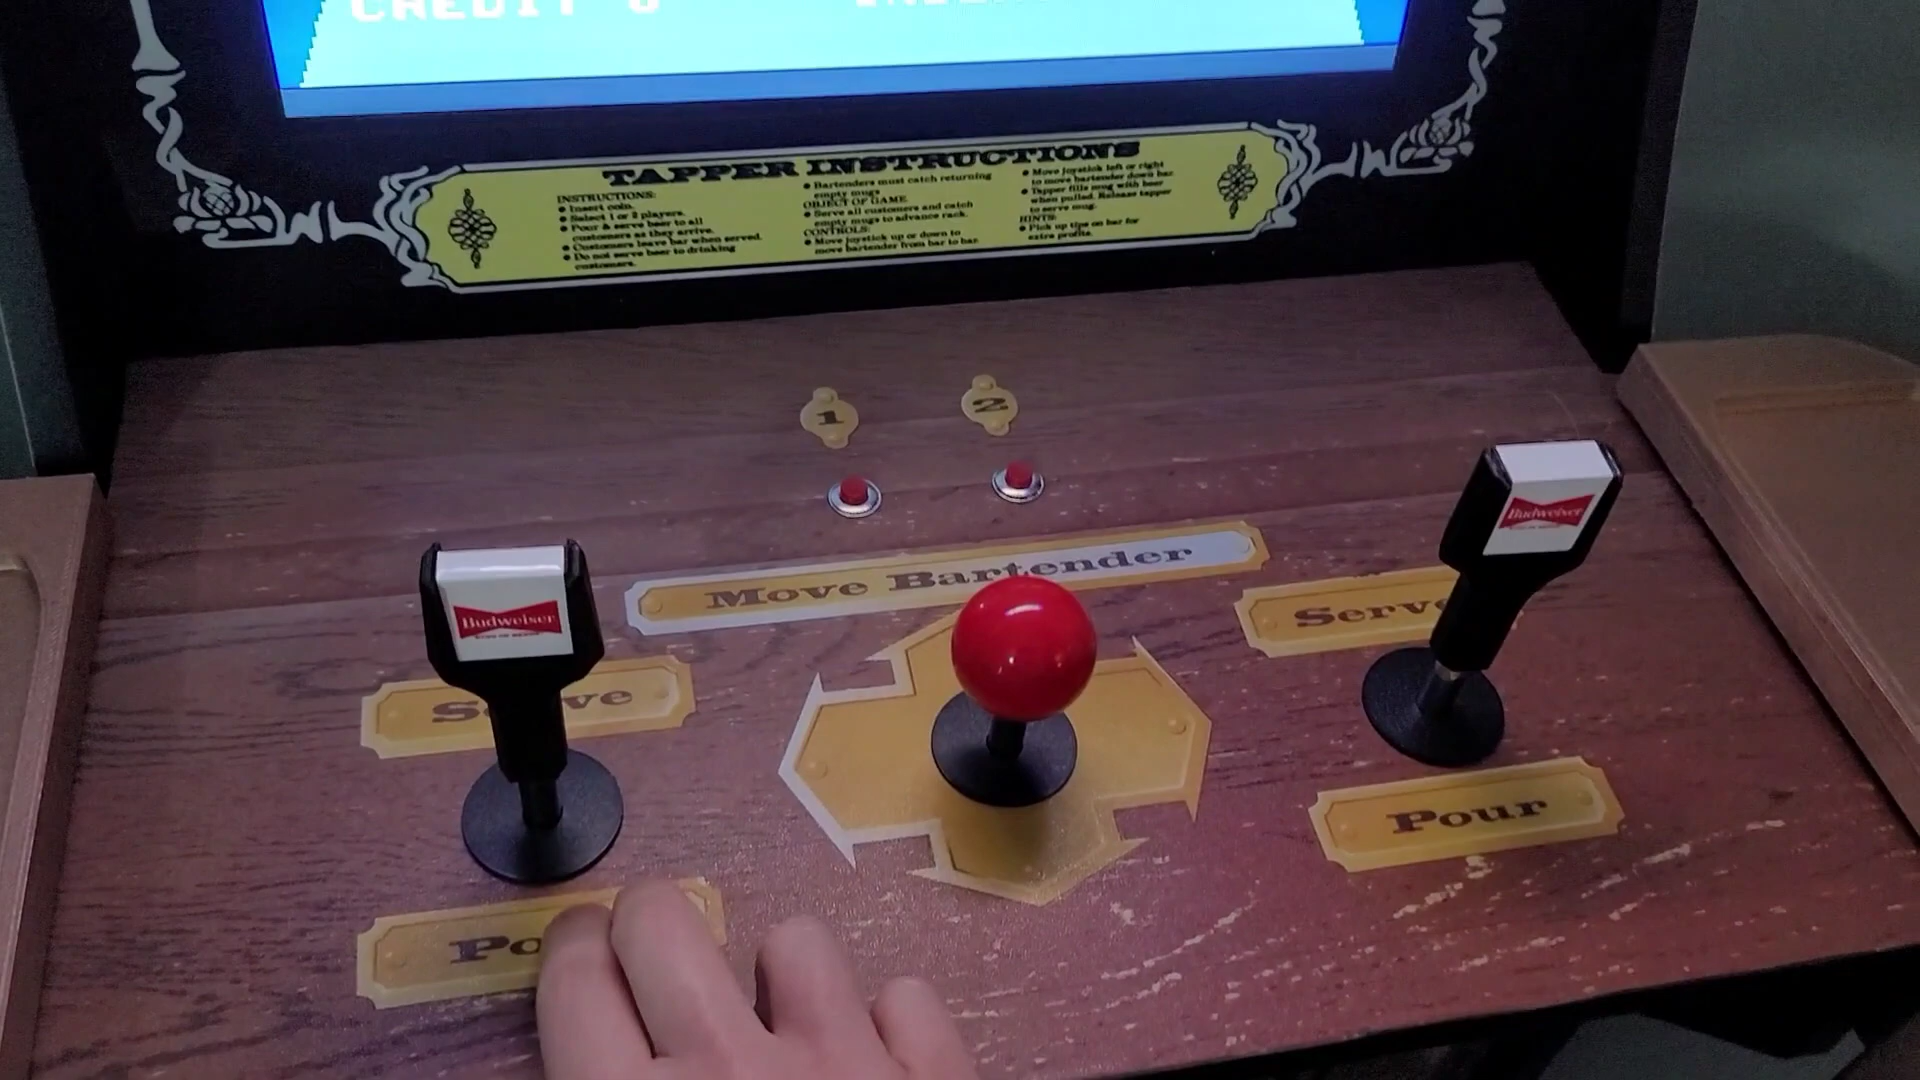 CREDIT 0
TAPPER INSTRUCTIONS
INSTRUCTIONS:
• Insert coin.
• Select 1 or 2 players.
• Pour & serve beer to all
customers as they arrive.
• Customers leave bar when served.
• Do not serve beer to drinking
customers.
• Bartenders must catch returning
empty mugs
OBJECT OF GAME
• Serve all customers and catch
empty mugs to advance rack.
CONTROLS:
• Move joystick up or down to
move bartender from bar to bar.
• Move joystick left or right
to move bartender down bar.
• Tapper fills mug with beer
when pulled. Release tapper
to serve mug.
HINTS:
• Pick up tips on bar for
extra profits.
1
2
Move Bartender
Budweiser
Budweiser
Serve
Serve
Pour
Po